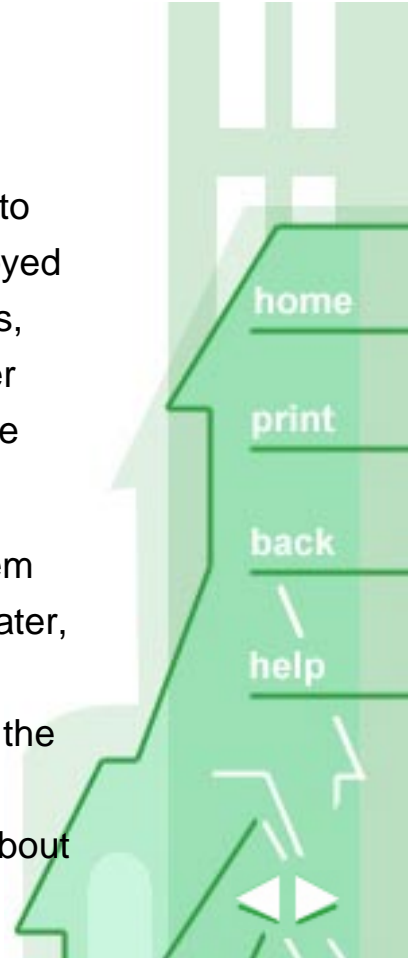 to
yed
s,
er
e
em
ater,
the
bout
home
print
back
help